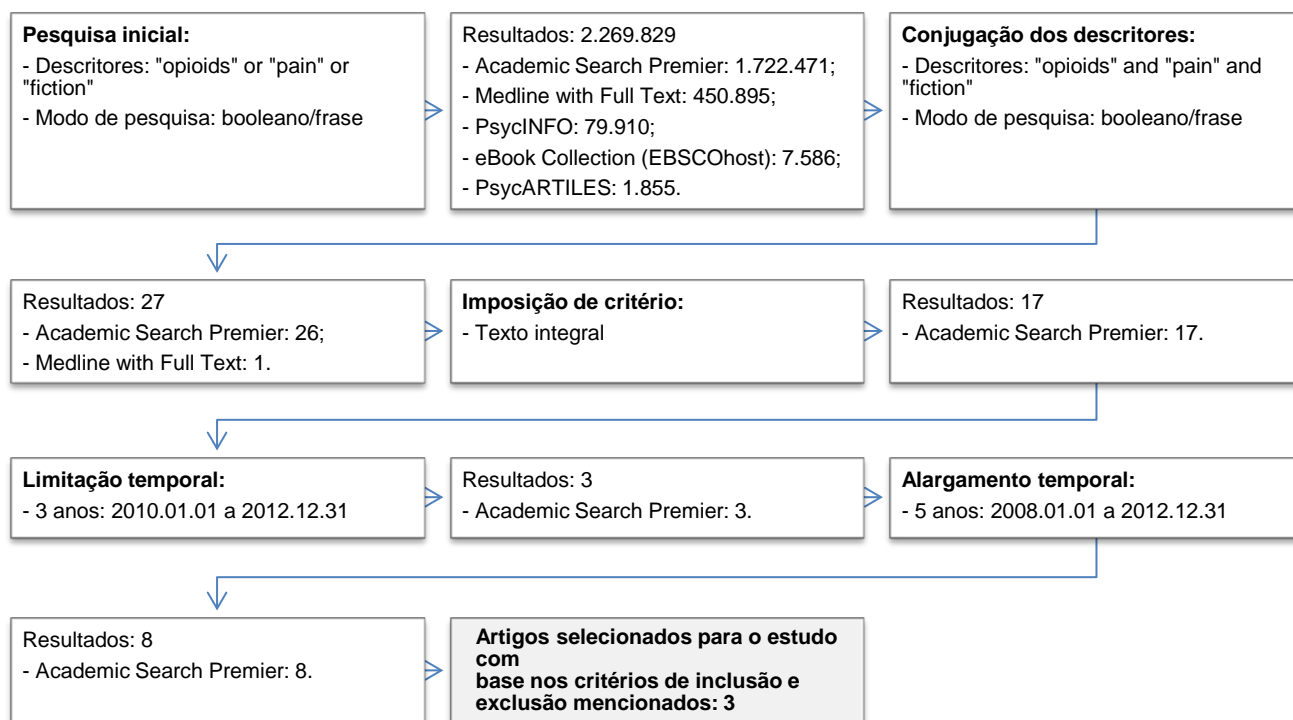 Pesquisa inicial:
- Descritores: "opioids" or "pain" or
"fiction"
- Modo de pesquisa: booleano/frase
Resultados: 2.269.829
- Academic Search Premier: 1.722.471;
- Medline with Full Text: 450.895;
- PsycINFO: 79.910;
- eBook Collection (EBSCOhost): 7.586;
- PsycARTILES: 1.855.
Conjugação dos descritores:
- Descritores: "opioids" and "pain" and
"fiction"
- Modo de pesquisa: booleano/frase
Resultados: 27
- Academic Search Premier: 26;
- Medline with Full Text: 1.
Imposição de critério:
- Texto integral
Resultados: 17
- Academic Search Premier: 17.
Limitação temporal:
- 3 anos: 2010.01.01 a 2012.12.31
Resultados: 3
- Academic Search Premier: 3.
Alargamento temporal:
- 5 anos: 2008.01.01 a 2012.12.31
Resultados: 8
- Academic Search Premier: 8.
Artigos selecionados para o estudo
com
base nos critérios de inclusão e
exclusão mencionados: 3